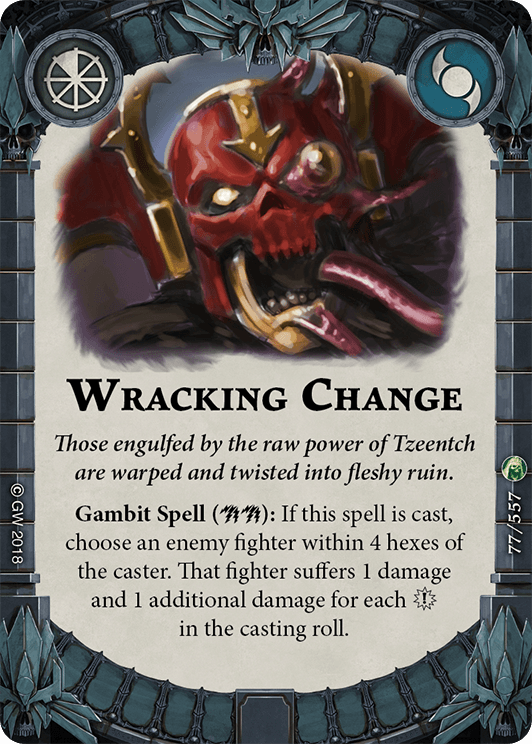 WRACKING CHANGE
Those engulfed by the raw power of Tzeentch
are warped and twisted into fleshy ruin.
Gambit Spell (): If this spell is cast,
choose an enemy fighter within 4 hexes of
the caster. That fighter suffers 1 damage
and 1 additional damage for each
in the casting roll.
©GW 2018
77/557